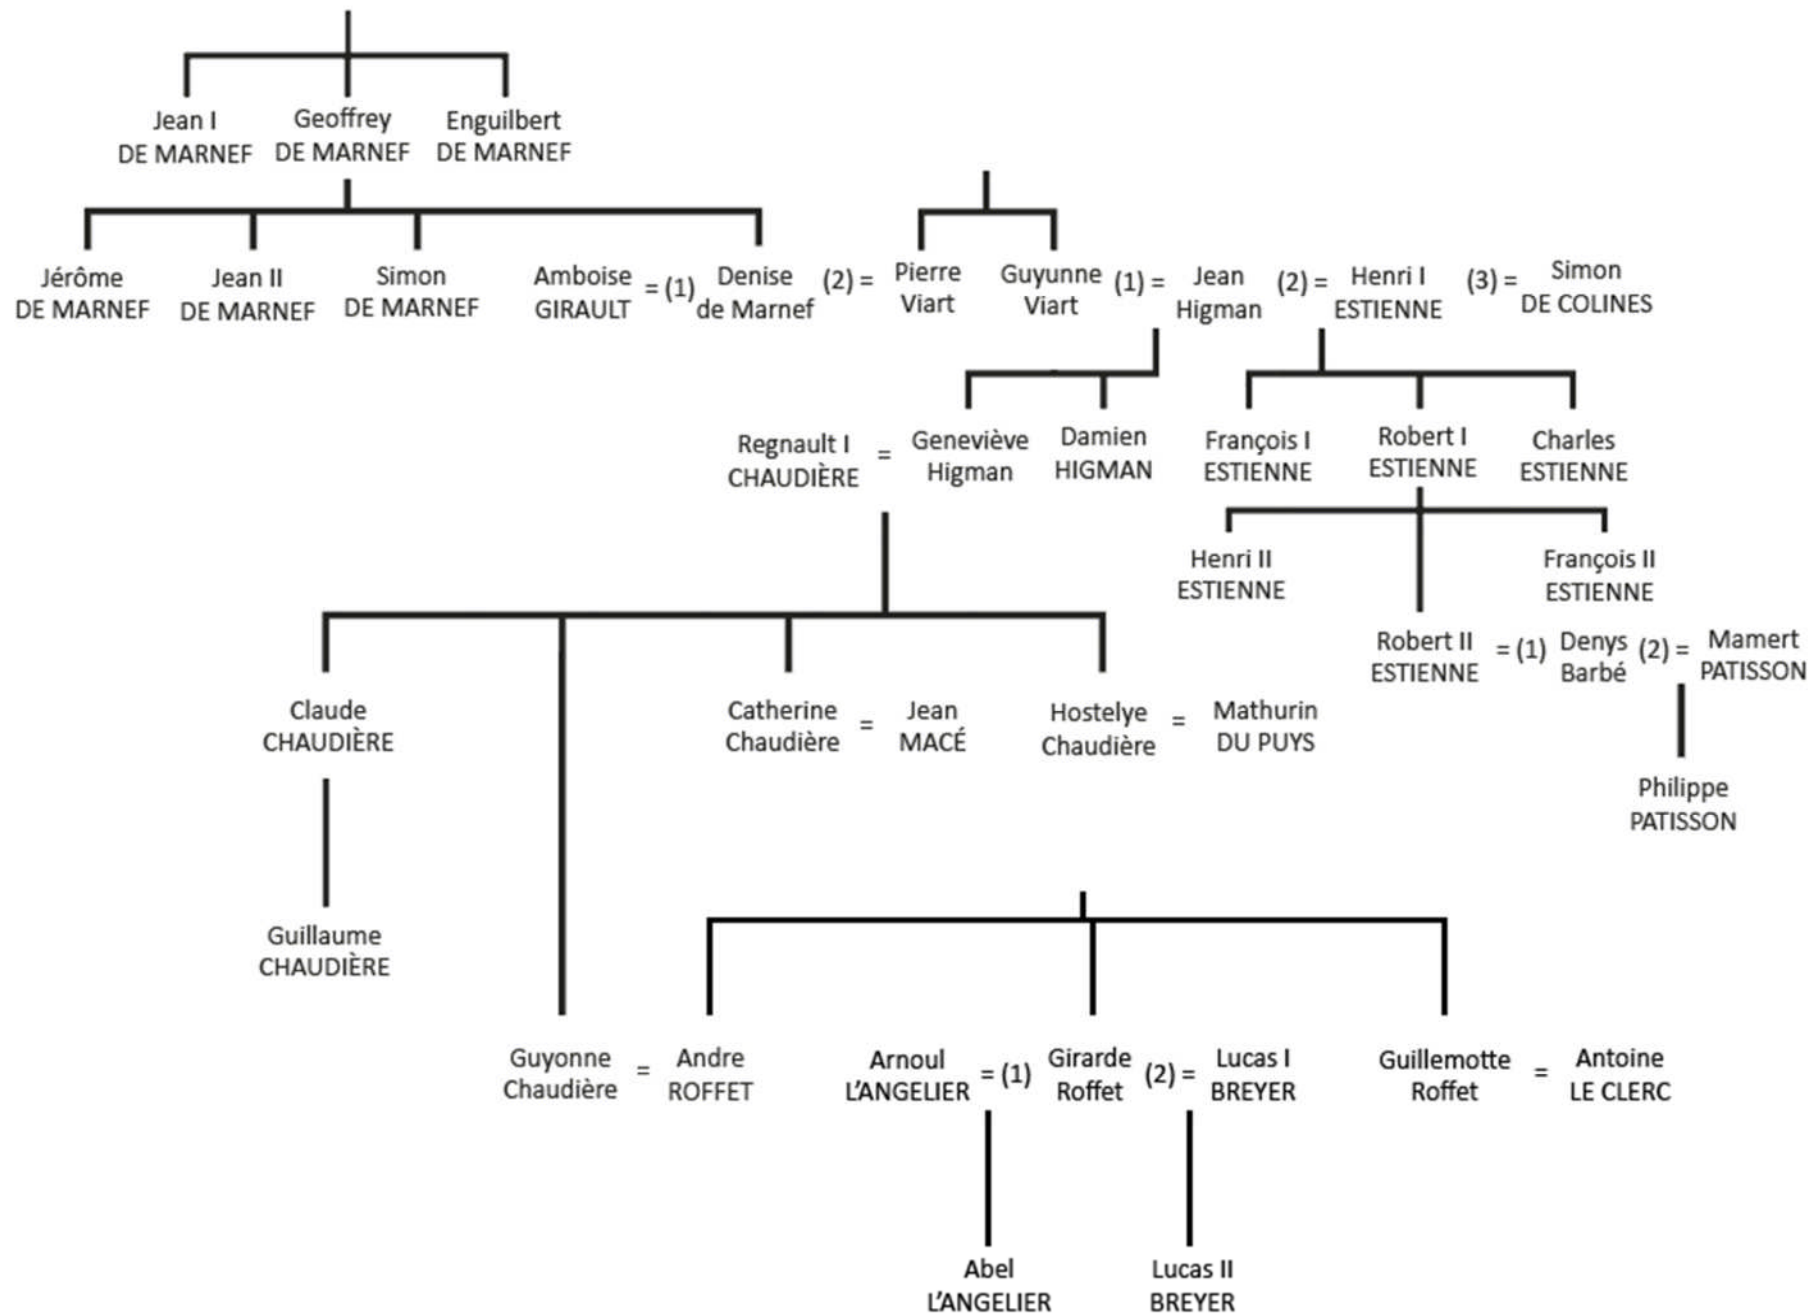 Jean I
DE MARNEF
Geoffrey
DE MARNEF
Enguilbert
DE MARNEF
Jérôme
DE MARNEF
Jean II
DE MARNEF
Simon
DE MARNEF
Amboise
GIRAULT
= (1)
Denise
de Marnef
(2) =
Pierre
Viart
Guyunne
Viart
(1) =
Jean
Higman
(2) =
Henri I
ESTIENNE
(3) =
Simon
DE COLINES
Regnault I
CHAUDIÈRE
=
Geneviève
Higman
Damien
HIGMAN
François I
ESTIENNE
Robert I
ESTIENNE
Charles
ESTIENNE
Henri II
ESTIENNE
François II
ESTIENNE
Robert II
ESTIENNE
= (1)
Denys
Barbé
(2) =
Mamert
PATISSON
Claude
CHAUDIÈRE
Catherine
Chaudière
=
Jean
MACÉ
Hostelye
Chaudière
=
Mathurin
DU PUYS
Philippe
PATISSON
Guillaume
CHAUDIÈRE
Guyonne
Chaudière
=
Andre
ROFFET
Arnoul
L'ANGELIER
= (1)
Girarde
Roffet
(2) =
Lucas I
BREYER
Guillemotte
Roffet
=
Antoine
LE CLERC
Abel
L'ANGELIER
Lucas II
BREYER